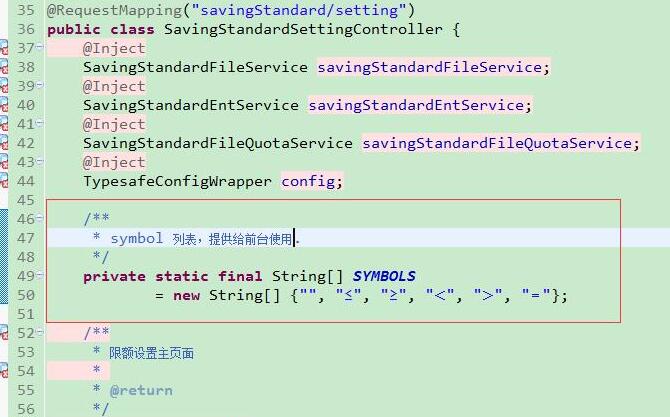 35 @RequestMapping("savingStandard/setting")
36 public class SavingStandardSettingController {
37 @Inject
38 SavingStandardFileService savingStandardFileService;
39 @Inject
40 SavingStandardEntService savingStandardEntService;
41 @Inject
42 SavingStandardFileQuotaService savingStandardFileQuotaService;
43 @Inject
44 TypesafeConfigWrapper config;
45
46 /**
47 * symbol 列表，提供给前台使用.
48 */
49 private static final String[] SYMBOLS
50 = new String[] {"", "≤", "≥", "＜", "＞", "="};
51
52 /**
53 * 限额设置主页面
54 *
55 * @return
56 */